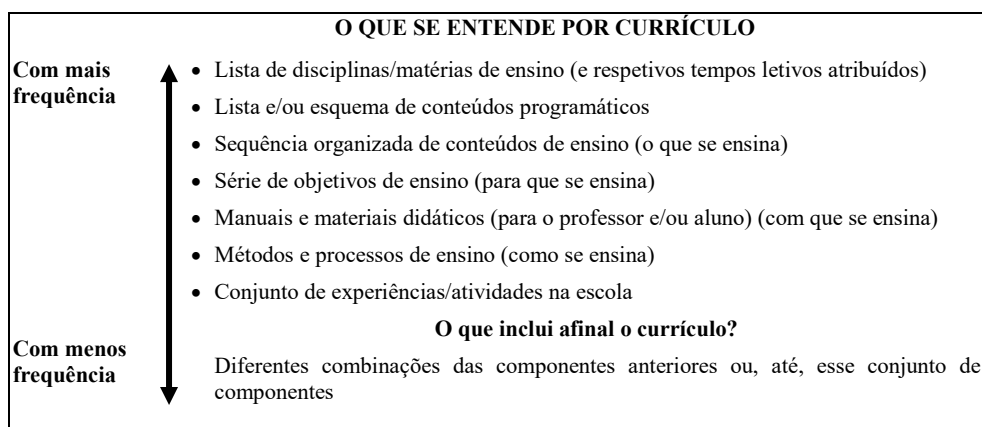 O QUE SE ENTENDE POR CURRÍCULO
Com mais
frequência
• Lista de disciplinas/matérias de ensino (e respetivos tempos letivos atribuídos)
• Lista e/ou esquema de conteúdos programáticos
• Sequência organizada de conteúdos de ensino (o que se ensina)
• Série de objetivos de ensino (para que se ensina)
• Manuais e materiais didáticos (para o professor e/ou aluno) (com que se ensina)
• Métodos e processos de ensino (como se ensina)
• Conjunto de experiências/atividades na escola
O que inclui afinal o currículo?
Com menos
frequência
Diferentes combinações das componentes anteriores ou, até, esse conjunto de
componentes